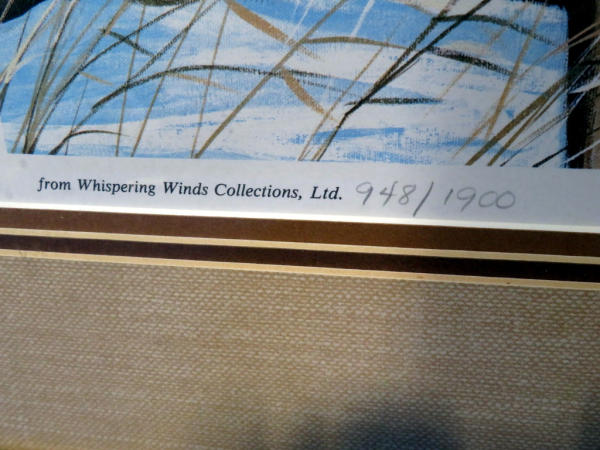 from Whispering Winds Collections, Ltd. 948/1900